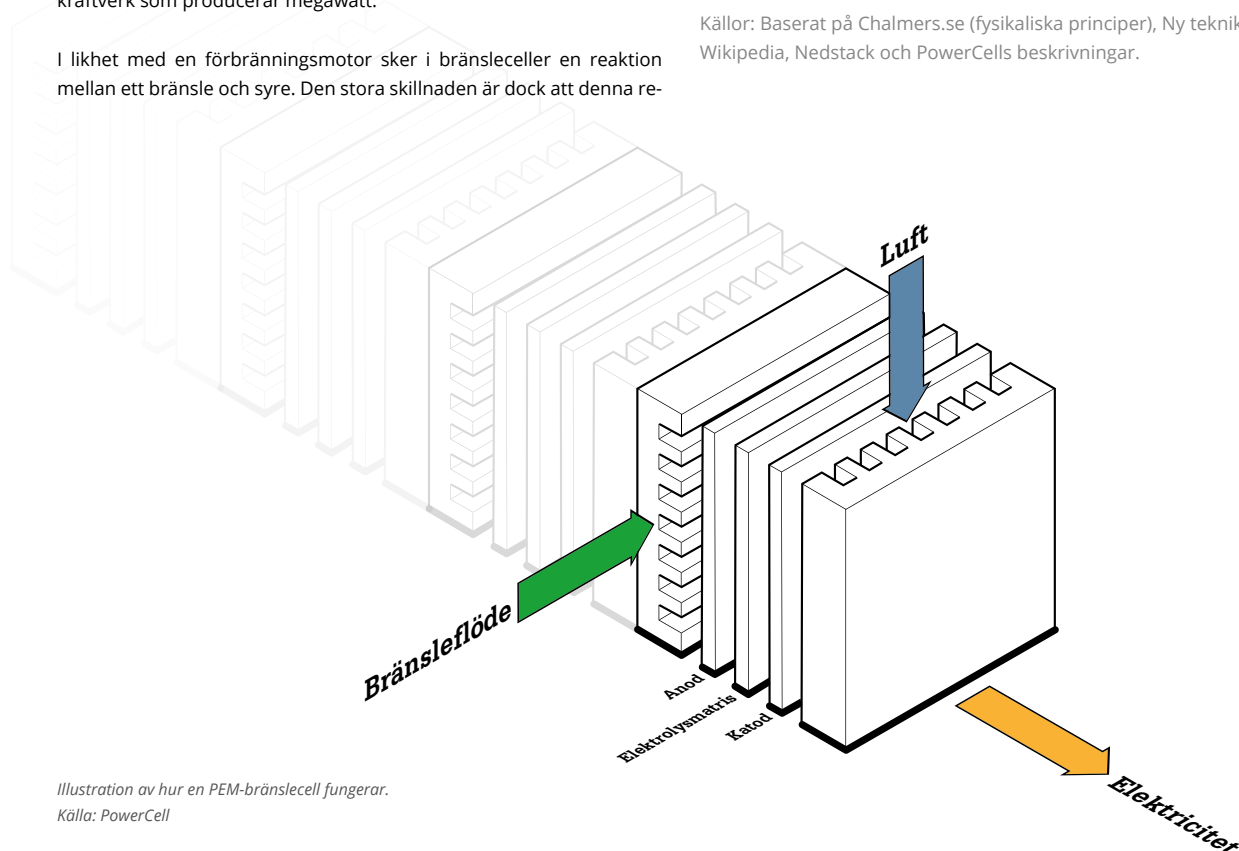 kraftverk som producerar megawatt.
I likhet med en förbränningsmotor sker i bränsleceller en reaktion
mellan ett bränsle och syre. Den stora skillnaden är dock att denna re-
Källor: Baserat på Chalmers.se (fysikaliska principer), Ny teknik
Wikipedia, Nedstack och PowerCells beskrivningar.
Luft
Bränsleflöde
Anod
Elektrolysmatris
Katod
Elektricitet
Illustration av hur en PEM-bränslecell fungerar.
Källa: PowerCell